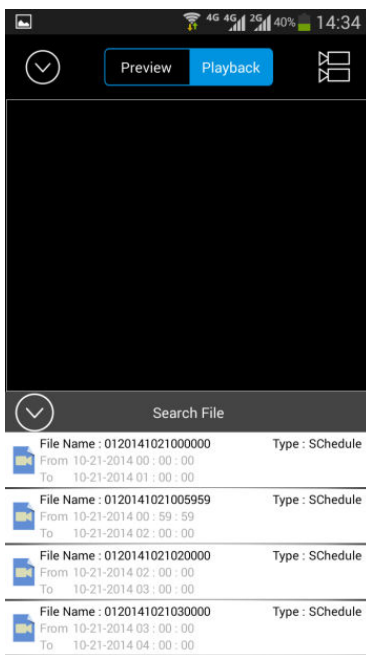 4G 4G 2G 40% 14:34
Preview Playback
Search File
File Name : 0120141021000000 Type : SChedule
From 10-21-2014 00 : 00 : 00
To 10-21-2014 01 : 00 : 00
File Name : 0120141021005959 Type : SChedule
From 10-21-2014 00 : 59 : 59
To 10-21-2014 02 : 00 : 00
File Name : 0120141021020000 Type : SChedule
From 10-21-2014 02 : 00 : 00
To 10-21-2014 03 : 00 : 00
File Name : 0120141021030000 Type : SChedule
From 10-21-2014 03 : 00 : 00
To 10-21-2014 04 : 00 : 00